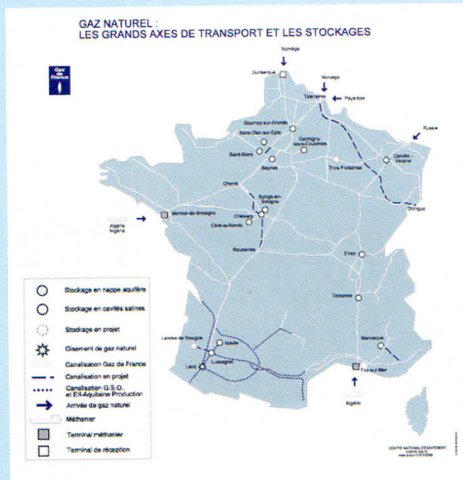 GAZ NATUREL :
LES GRANDS AXES DE TRANSPORT ET LES STOCKAGES
Gaz
de
France
Norvège
Dunkerque
Norvège
Taisnières
Pays-bas
Russie
Gournay-sur-Aronde
Saint-Clair-sur-Epte
Germigny-
sous-Coulombs
Saint-Illiers
Beynes
Trois Fontaines
Cerville-
Velaine
Cherré
Oltingue
Soings-en-
Sologne
Montoir-de-Bretagne
Chémery
Céré-la-Ronde
Algérie
Nigéria
Roussines
Etrez
Tersanne
Manosque
Landes-de-Siougos
Izaute
Lussagnet
Lacq
Fos-sur-Mer
Algérie
Stockage en nappe aquifère
Stockage en cavités salines
Stockage en projet
Gisement de gaz naturel
Canalisation Gaz de France
Canalisation en projet
Canalisation G.S.O.
et Elf-Aquitaine Production
Arrivée de gaz naturel
Méthanier
Terminal méthanier
Terminal de réception